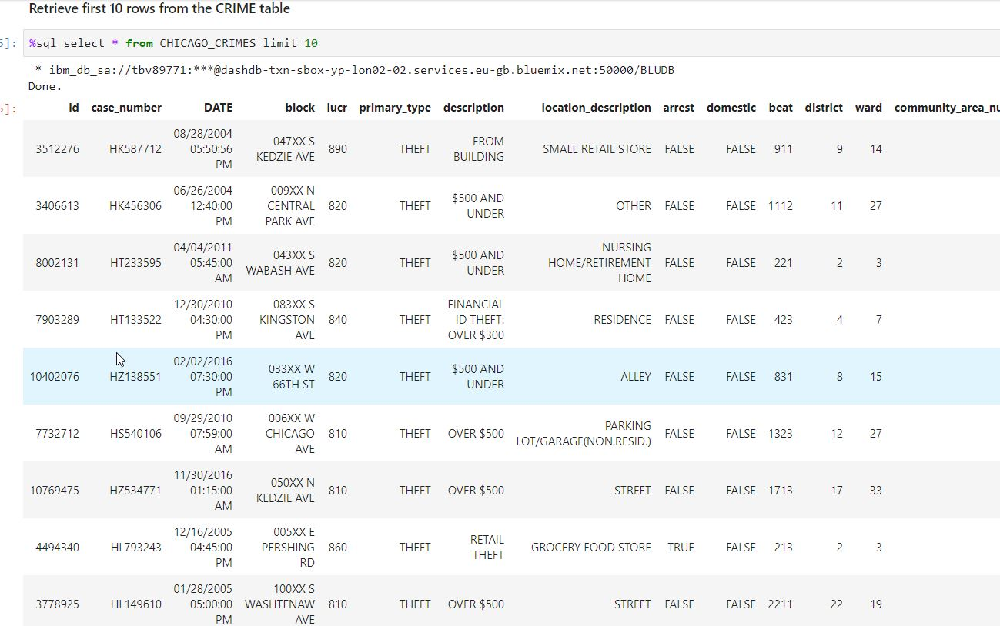 Retrieve first 10 rows from the CRIME table
5]: %sql select * from CHICAGO_CRIMES limit 10
* ibm_db_sa://tbv89771:***@dashdb-txn-sbox-yp-lon02-02.services.eu-gb.bluemix.net:50000/BLUDB
Done.
5]: id case_number DATE block iucr primary_type description location_description arrest domestic beat district ward community_area_nu
3512276 HK587712 08/28/2004 05:50:56 PM 047XX S KEDZIE AVE 890 THEFT FROM BUILDING SMALL RETAIL STORE FALSE FALSE 911 9 14
3406613 HK456306 06/26/2004 12:40:00 PM 009XX N CENTRAL PARK AVE 820 THEFT $500 AND UNDER OTHER FALSE FALSE 1112 11 27
8002131 HT233595 04/04/2011 05:45:00 AM 043XX S WABASH AVE 820 THEFT $500 AND UNDER NURSING HOME/RETIREMENT HOME FALSE FALSE 221 2 3
7903289 HT133522 12/30/2010 04:30:00 PM 083XX S KINGSTON AVE 840 THEFT FINANCIAL ID THEFT: OVER $300 RESIDENCE FALSE FALSE 423 4 7
10402076 HZ138551 02/02/2016 07:30:00 PM 033XX W 66TH ST 820 THEFT $500 AND UNDER ALLEY FALSE FALSE 831 8 15
7732712 HS540106 09/29/2010 07:59:00 AM 006XX W CHICAGO AVE 810 THEFT OVER $500 PARKING LOT/GARAGE(NON.RESID.) FALSE FALSE 1323 12 27
10769475 HZ534771 11/30/2016 01:15:00 AM 050XX N KEDZIE AVE 810 THEFT OVER $500 STREET FALSE FALSE 1713 17 33
4494340 HL793243 12/16/2005 04:45:00 PM 005XX E PERSHING RD 860 THEFT RETAIL THEFT GROCERY FOOD STORE TRUE FALSE 213 2 3
3778925 HL149610 01/28/2005 05:00:00 PM 100XX S WASHTENAW AVE 810 THEFT OVER $500 STREET FALSE FALSE 2211 22 19